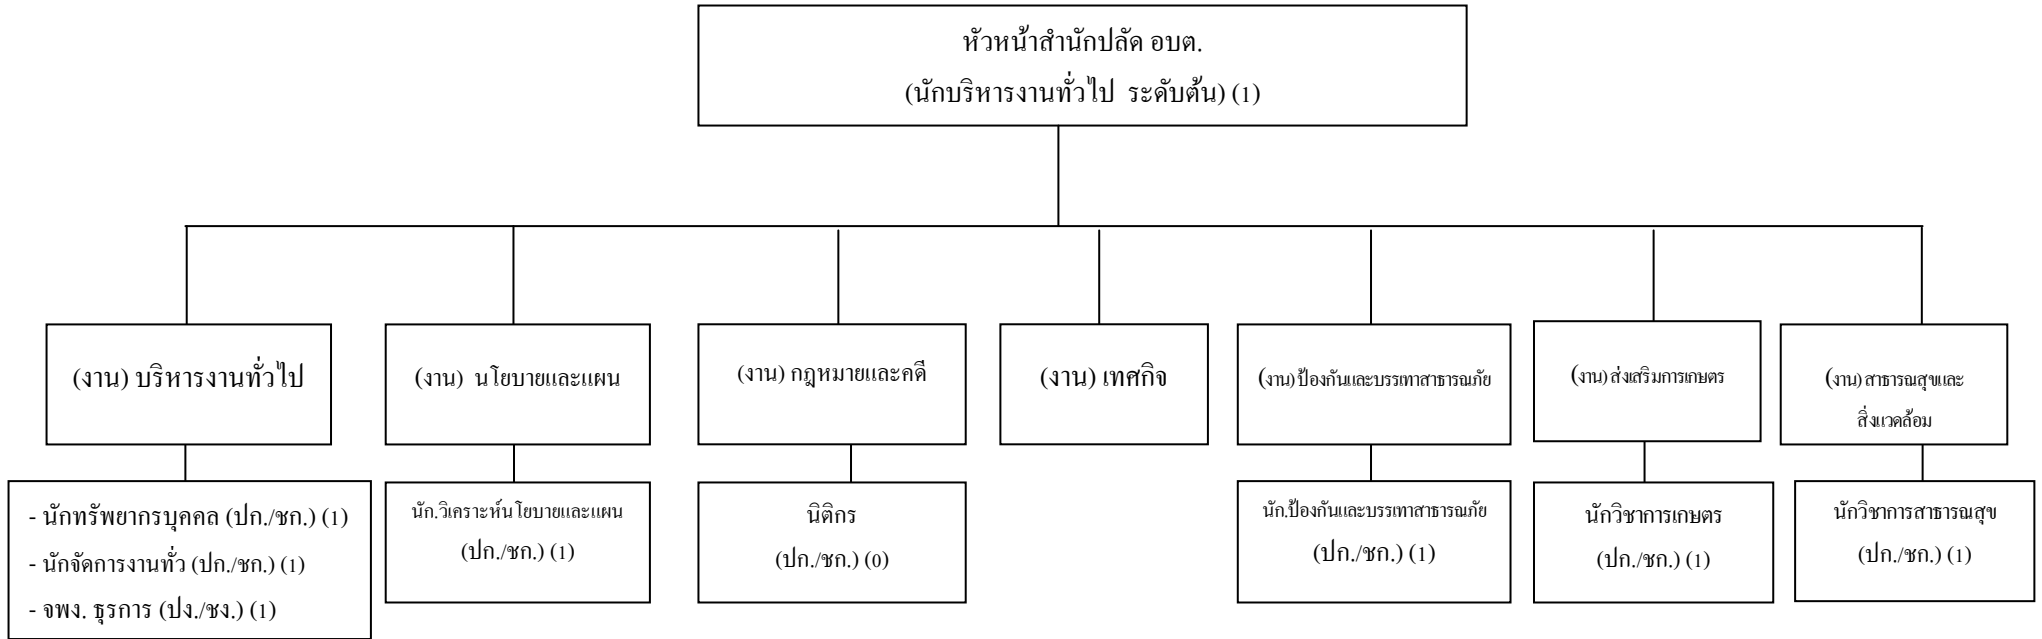 หัวหน้าสำนักปลัด อบต.
(นักบริหารงานทั่วไป ระดับต้น) (1)
(งาน) บริหารงานทั่วไป
(งาน) นโยบายและแผน
(งาน) กฎหมายและคดี
(งาน) เทศกิจ
(งาน) ป้องกันและบรรเทาสาธารณภัย
(งาน) ส่งเสริมการเกษตร
(งาน) สาธารณสุขและ
สิ่งแวดล้อม
- นักทรัพยากรบุคคล (ปก./ชก.) (1)
- นักจัดการงานทั่ว (ปก./ชก.) (1)
- จพง. ธุรการ (ปง./ชง.) (1)
นัก.วิเคราะห์นโยบายและแผน
(ปก./ชก.) (1)
นิติกร
(ปก./ชก.) (0)
นัก.ป้องกันและบรรเทาสาธารณภัย
(ปก./ชก.) (1)
นักวิชาการเกษตร
(ปก./ชก.) (1)
นักวิชาการสาธารณสุข
(ปก./ชก.) (1)